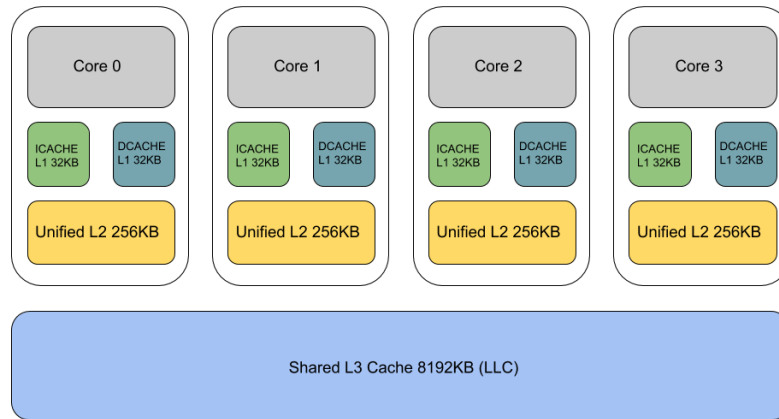 Core 0
Core 1
Core 2
Core 3
ICACHE
L1 32KB
DCACHE
L1 32KB
ICACHE
L1 32KB
DCACHE
L1 32KB
ICACHE
L1 32KB
DCACHE
L1 32KB
ICACHE
L1 32KB
DCACHE
L1 32KB
Unified L2 256KB
Unified L2 256KB
Unified L2 256KB
Unified L2 256KB
Shared L3 Cache 8192KB (LLC)